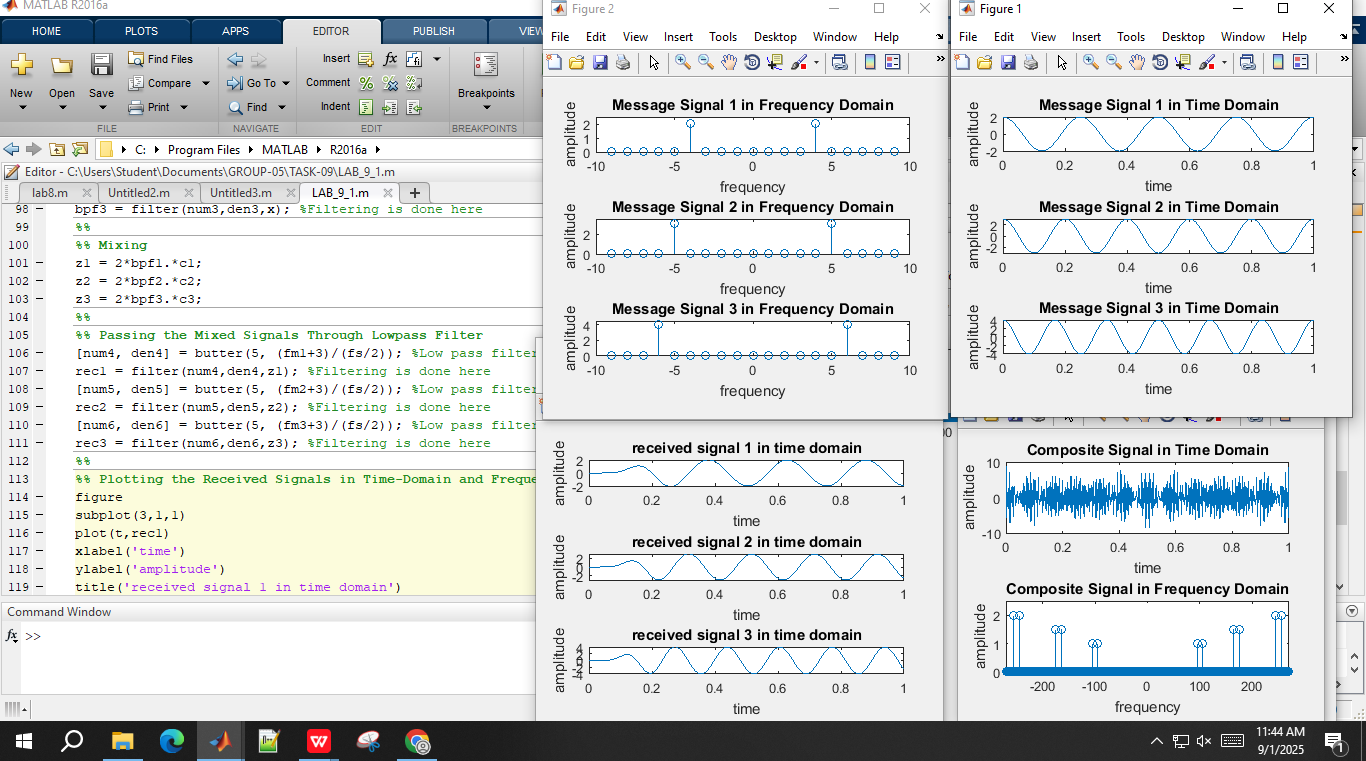 MATLAB R2016a
HOME PLOTS APPS EDITOR PUBLISH VIEW
New Open Save Find Files Compare Print
Insert Comment Indent
Go To Find
Breakpoints
FILE NAVIGATE EDIT BREAKPOINTS
C: Program Files MATLAB R2016a
Editor - C:\Users\Student\Documents\GROUP-05\TASK-09\LAB_9_1.m
lab8.m Untitled2.m Untitled3.m LAB_9_1.m
98 bpf3 = filter(num3,den3,x); %Filtering is done here
99 %%
100 %% Mixing
101 z1 = 2*bpf1.*c1;
102 z2 = 2*bpf2.*c2;
103 z3 = 2*bpf3.*c3;
104 %%
105 %% Passing the Mixed Signals Through Lowpass Filter
106 [num4, den4] = butter(5, (fm1+3)/(fs/2)); %Low pass filter
107 rec1 = filter(num4,den4,z1); %Filtering is done here
108 [num5, den5] = butter(5, (fm2+3)/(fs/2)); %Low pass filter
109 rec2 = filter(num5,den5,z2); %Filtering is done here
110 [num6, den6] = butter(5, (fm3+3)/(fs/2)); %Low pass filter
111 rec3 = filter(num6,den6,z3); %Filtering is done here
112 %%
113 %% Plotting the Received Signals in Time-Domain and Freque
114 figure
115 subplot(3,1,1)
116 plot(t,rec1)
117 xlabel('time')
118 ylabel('amplitude')
119 title('received signal 1 in time domain')
Command Window
fx >>
Figure 2
File Edit View Insert Tools Desktop Window Help
Message Signal 1 in Frequency Domain
amplitude
2
1
0
-10 -5 0 5 10
frequency
Message Signal 2 in Frequency Domain
amplitude
2
0
-10 -5 0 5 10
frequency
Message Signal 3 in Frequency Domain
amplitude
4
2
0
-10 -5 0 5 10
frequency
Figure 1
File Edit View Insert Tools Desktop Window Help
Message Signal 1 in Time Domain
amplitude
2
0
-2
0 0.2 0.4 0.6 0.8 1
time
Message Signal 2 in Time Domain
amplitude
2
0
-2
0 0.2 0.4 0.6 0.8 1
time
Message Signal 3 in Time Domain
amplitude
4
2
0
-2
-4
0 0.2 0.4 0.6 0.8 1
time
received signal 1 in time domain
amplitude
2
0
-2
0 0.2 0.4 0.6 0.8 1
time
received signal 2 in time domain
amplitude
2
0
-2
0 0.2 0.4 0.6 0.8 1
time
received signal 3 in time domain
amplitude
4
2
0
-2
-4
0 0.2 0.4 0.6 0.8 1
time
Composite Signal in Time Domain
amplitude
10
0
-10
0 0.2 0.4 0.6 0.8 1
time
Composite Signal in Frequency Domain
amplitude
2
1
0
-200 -100 0 100 200
frequency
11:44 AM
9/1/2025
1